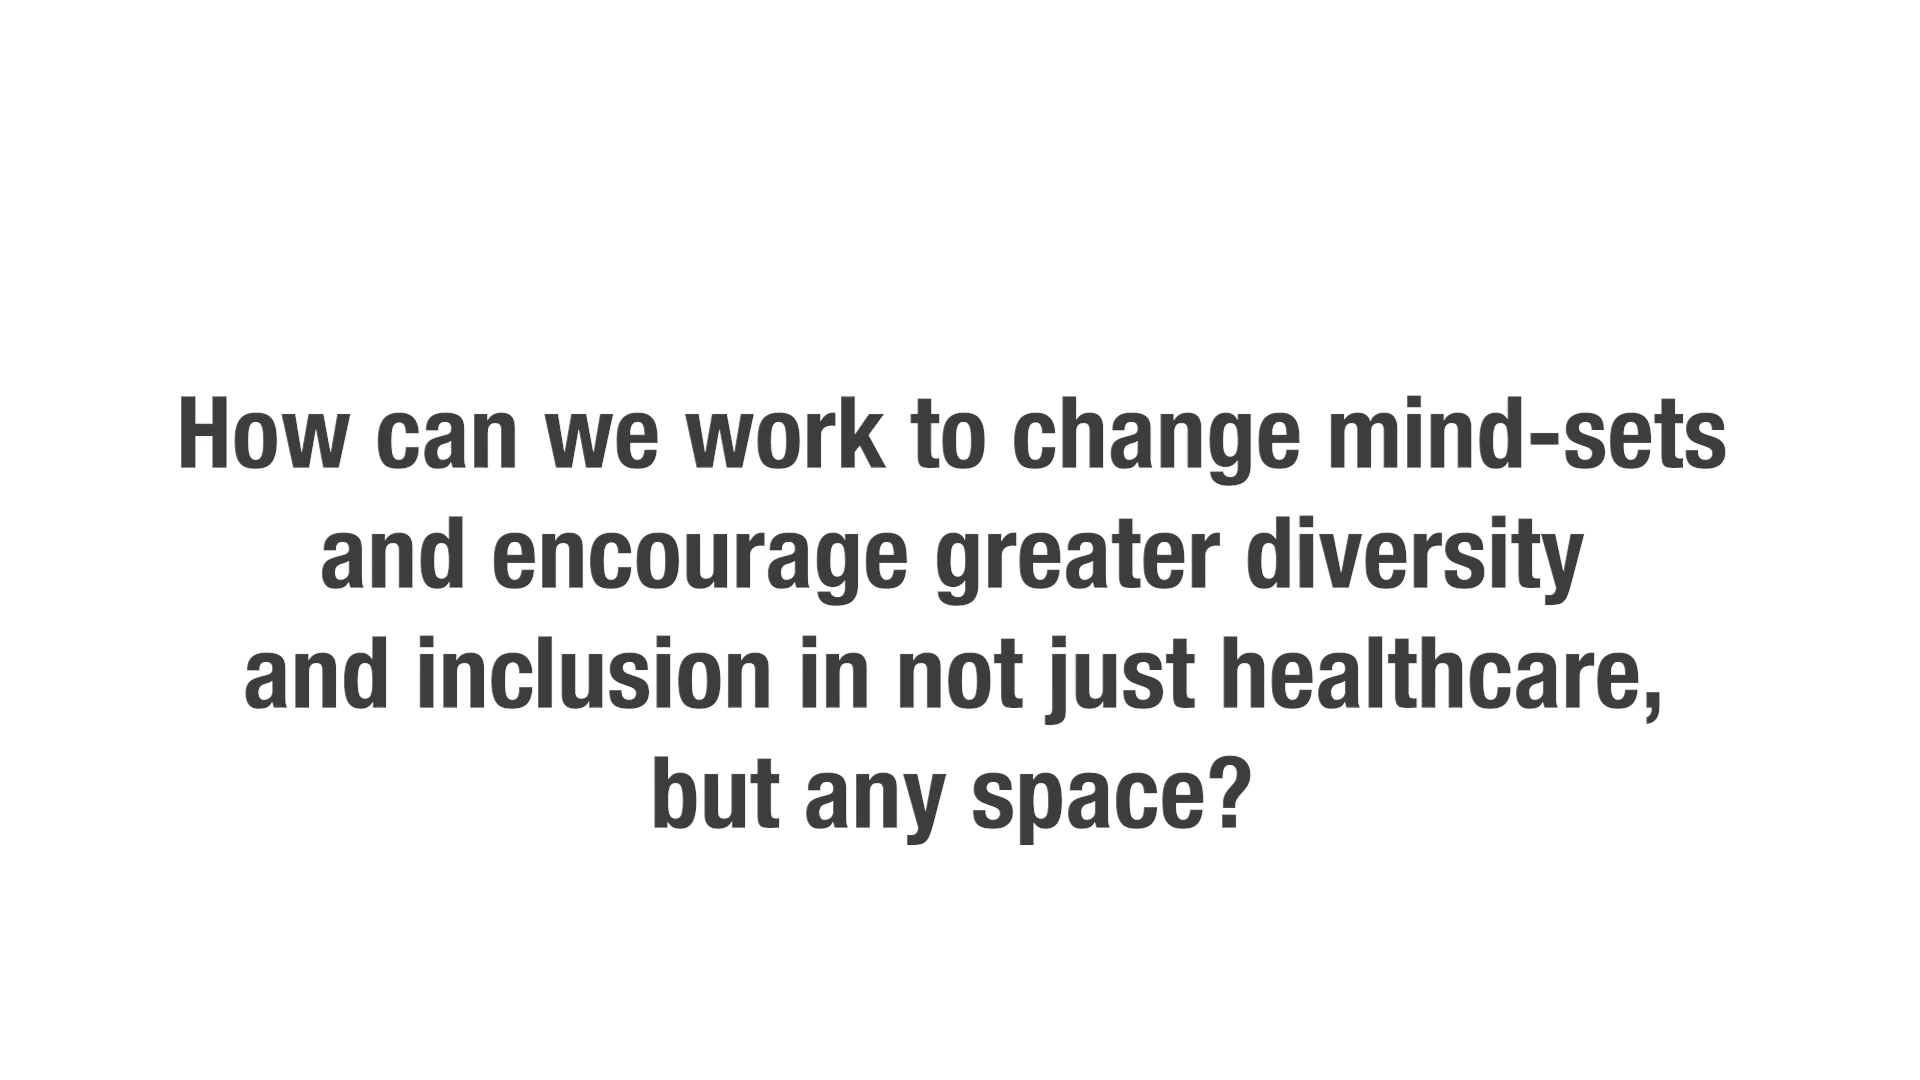 How can we work to change mind-sets
and encourage greater diversity
and inclusion in not just healthcare,
but any space?